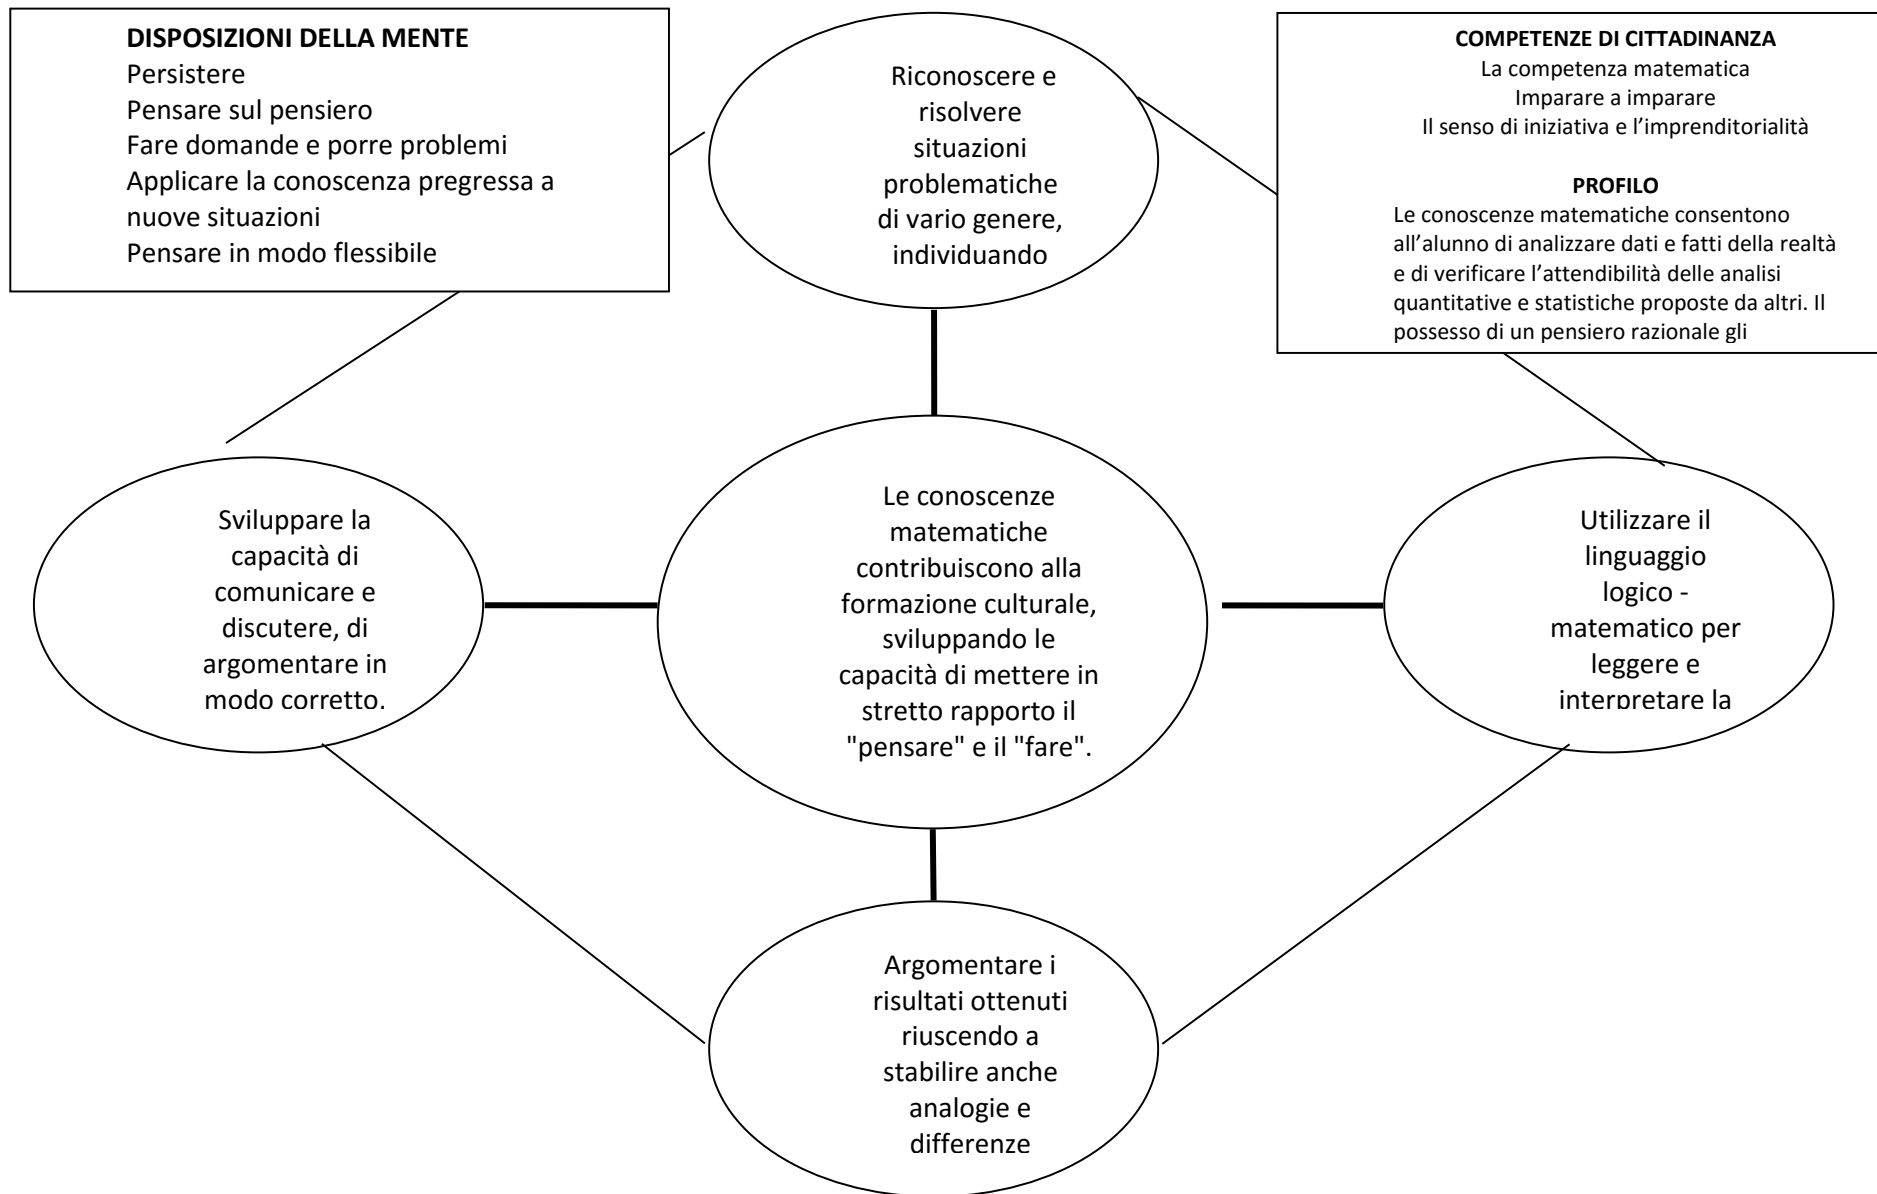 DISPOSIZIONI DELLA MENTE
Persistere
Pensare sul pensiero
Fare domande e porre problemi
Applicare la conoscenza pregressa a
nuove situazioni
Pensare in modo flessibile
Riconoscere e
risolvere
situazioni
problematiche
di vario genere,
individuando
COMPETENZE DI CITTADINANZA
La competenza matematica
Imparare a imparare
Il senso di iniziativa e l’imprenditorialità
PROFILO
Le conoscenze matematiche consentono
all’alunno di analizzare dati e fatti della realtà
e di verificare l’attendibilità delle analisi
quantitative e statistiche proposte da altri. Il
possesso di un pensiero razionale gli
Sviluppare la
capacità di
comunicare e
discutere, di
argomentare in
modo corretto.
Le conoscenze
matematiche
contribuiscono alla
formazione culturale,
sviluppando le
capacità di mettere in
stretto rapporto il
"pensare" e il "fare".
Utilizzare il
linguaggio
logico -
matematico per
leggere e
interpretare la
Argomentare i
risultati ottenuti
riuscendo a
stabilire anche
analogie e
differenze